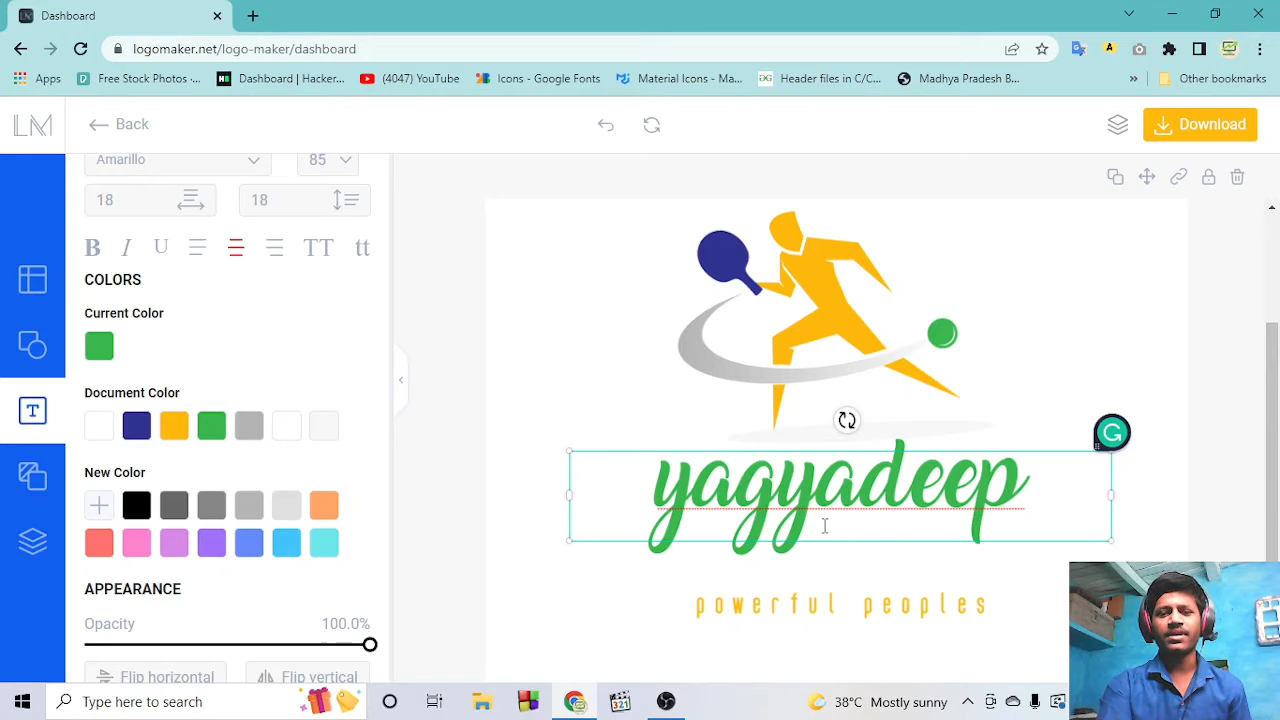 Dashboard
logomaker.net/logo-maker/dashboard
Apps Free Stock Photos · ... Dashboard | Hacker... (4047) YouTube Icons - Google Fonts Material Icons - Ma... Header files in C/C... Madhya Pradesh B... » Other bookmarks
LM Back Download
Amarillo 85
18 18
B I U TT tt
COLORS
Current Color
Document Color
New Color
APPEARANCE
Opacity 100.0%
Flip horizontal Flip vertical
yagyadeep
powerful peoples
Type here to search 38°C Mostly sunny